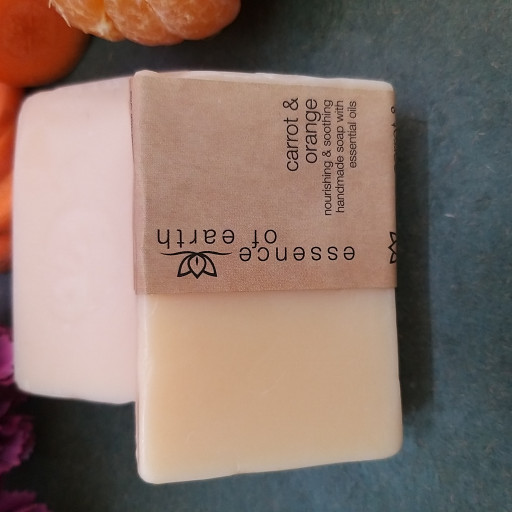 carrot &
orange
nourishing & soothing
handmade soap with
essential oils
essence
of earth